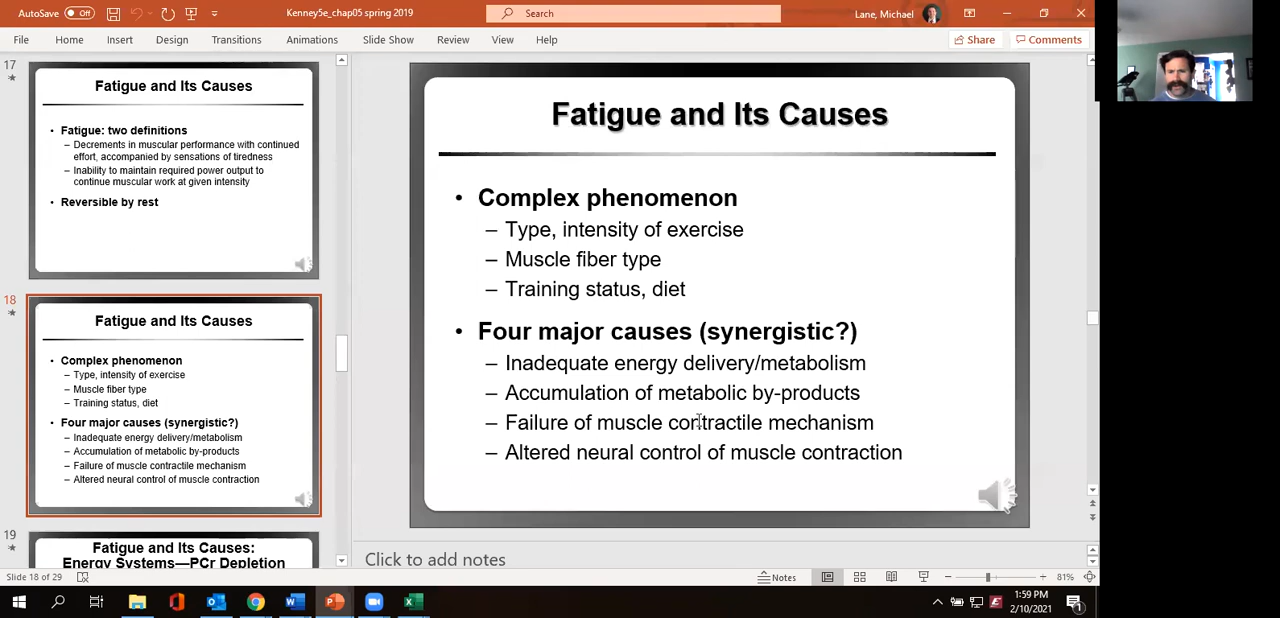 AutoSave Off Kenney5e_chap05 spring 2019 Search Lane, Michael
File Home Insert Design Transitions Animations Slide Show Review View Help Share Comments
17
Fatigue and Its Causes
• Fatigue: two definitions
– Decrements in muscular performance with continued
effort, accompanied by sensations of tiredness
– Inability to maintain required power output to
continue muscular work at given intensity
• Reversible by rest
18
Fatigue and Its Causes
• Complex phenomenon
– Type, intensity of exercise
– Muscle fiber type
– Training status, diet
• Four major causes (synergistic?)
– Inadequate energy delivery/metabolism
– Accumulation of metabolic by-products
– Failure of muscle contractile mechanism
– Altered neural control of muscle contraction
19
Fatigue and Its Causes:
Energy Systems—PCr Depletion
Fatigue and Its Causes
• Complex phenomenon
– Type, intensity of exercise
– Muscle fiber type
– Training status, diet
• Four major causes (synergistic?)
– Inadequate energy delivery/metabolism
– Accumulation of metabolic by-products
– Failure of muscle contractile mechanism
– Altered neural control of muscle contraction
Click to add notes
Slide 18 of 29 Notes 81%
1:59 PM
2/10/2021